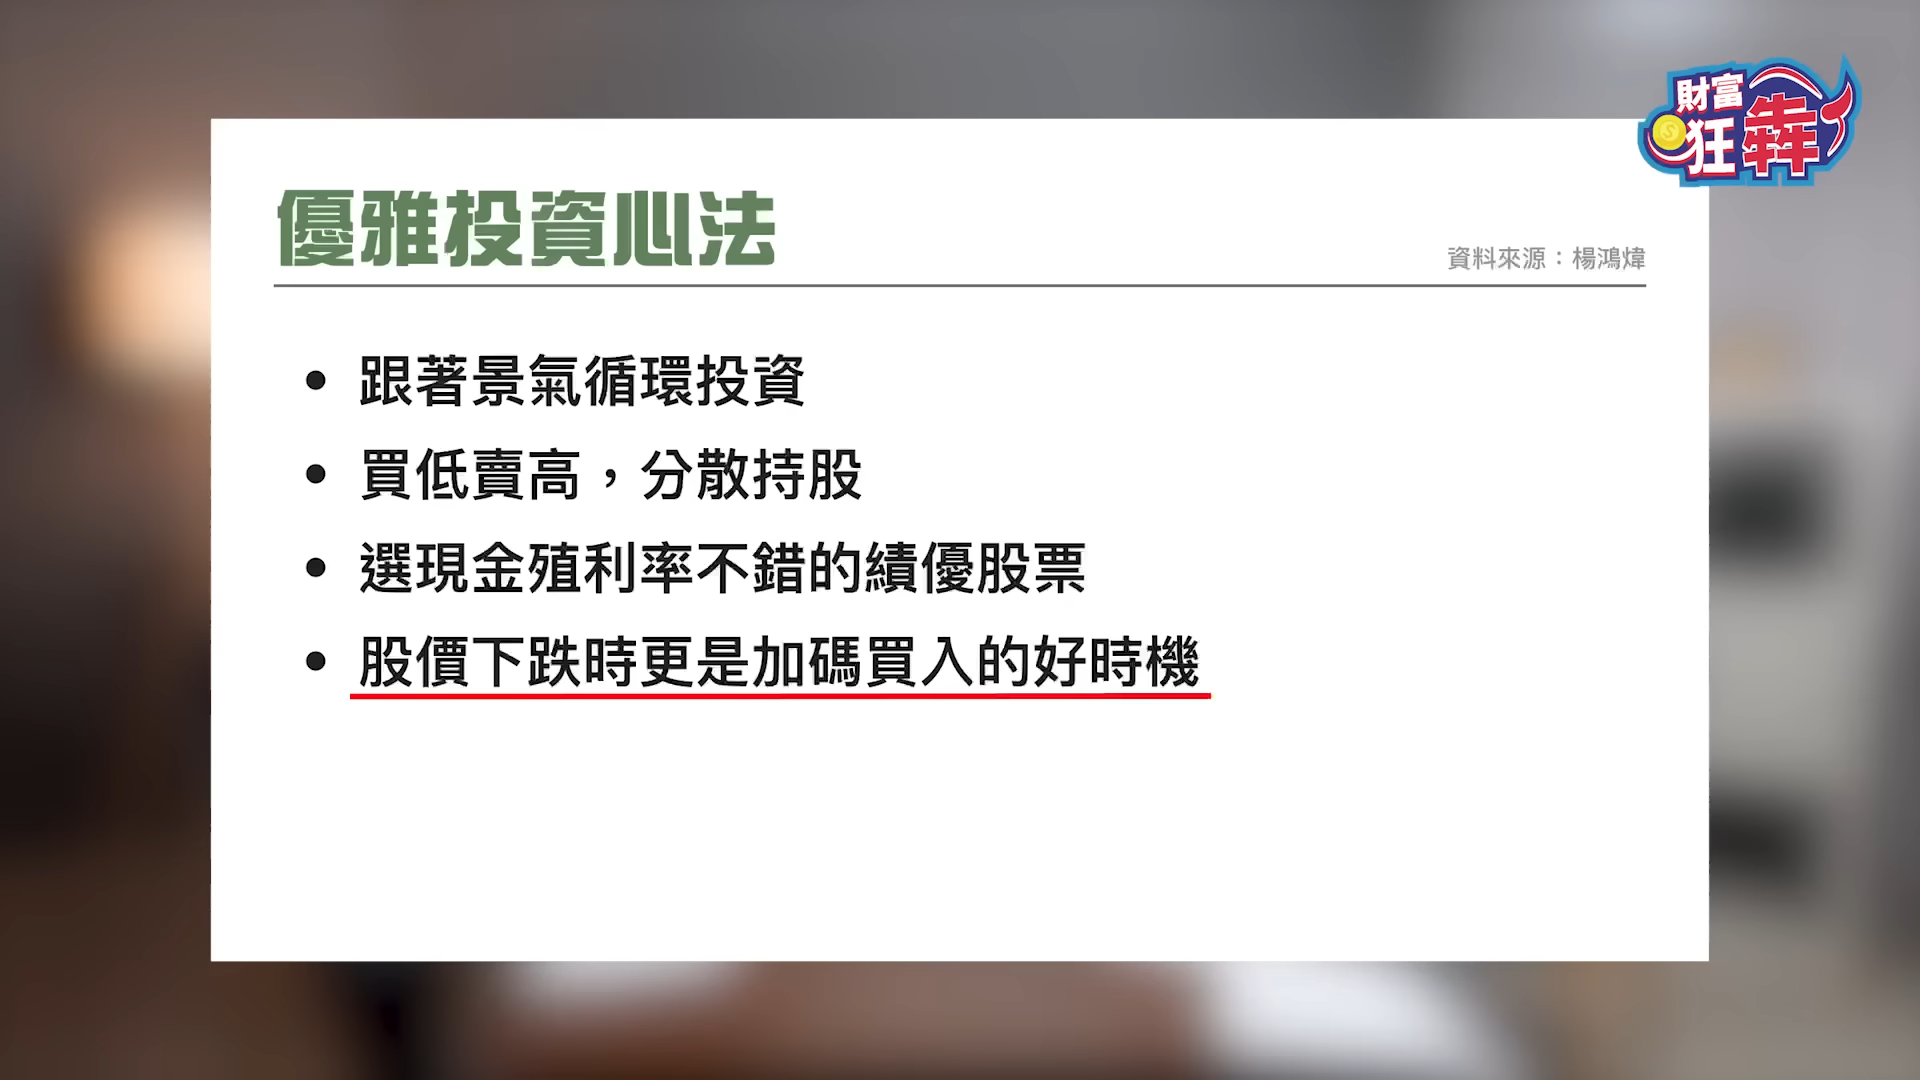 財富
狂犇
優雅投資心法
資料來源：楊鴻煒
• 跟著景氣循環投資
• 買低賣高，分散持股
• 選現金殖利率不錯的績優股票
• 股價下跌時更是加碼買入的好時機